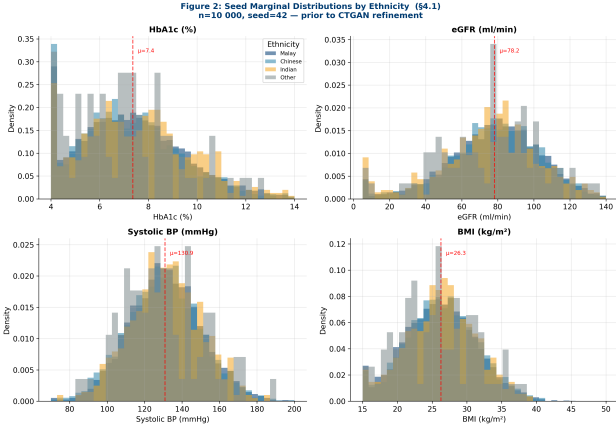 Figure 2: Seed Marginal Distributions by Ethnicity (§4.1)
n=10 000, seed=42 — prior to CTGAN refinement
HbA1c (%)
Density
0.35
0.30
0.25
0.20
0.15
0.10
0.05
0.00
4
6
8
10
12
14
HbA1c (%)
μ=7.4
Ethnicity
Malay
Chinese
Indian
Other
eGFR (ml/min)
Density
0.035
0.030
0.025
0.020
0.015
0.010
0.005
0.000
0
20
40
60
80
100
120
140
eGFR (ml/min)
μ=78.2
Systolic BP (mmHg)
Density
0.025
0.020
0.015
0.010
0.005
0.000
80
100
120
140
160
180
200
Systolic BP (mmHg)
μ=130.9
BMI (kg/m²)
Density
0.12
0.10
0.08
0.06
0.04
0.02
0.00
15
20
25
30
35
40
45
50
BMI (kg/m²)
μ=26.3